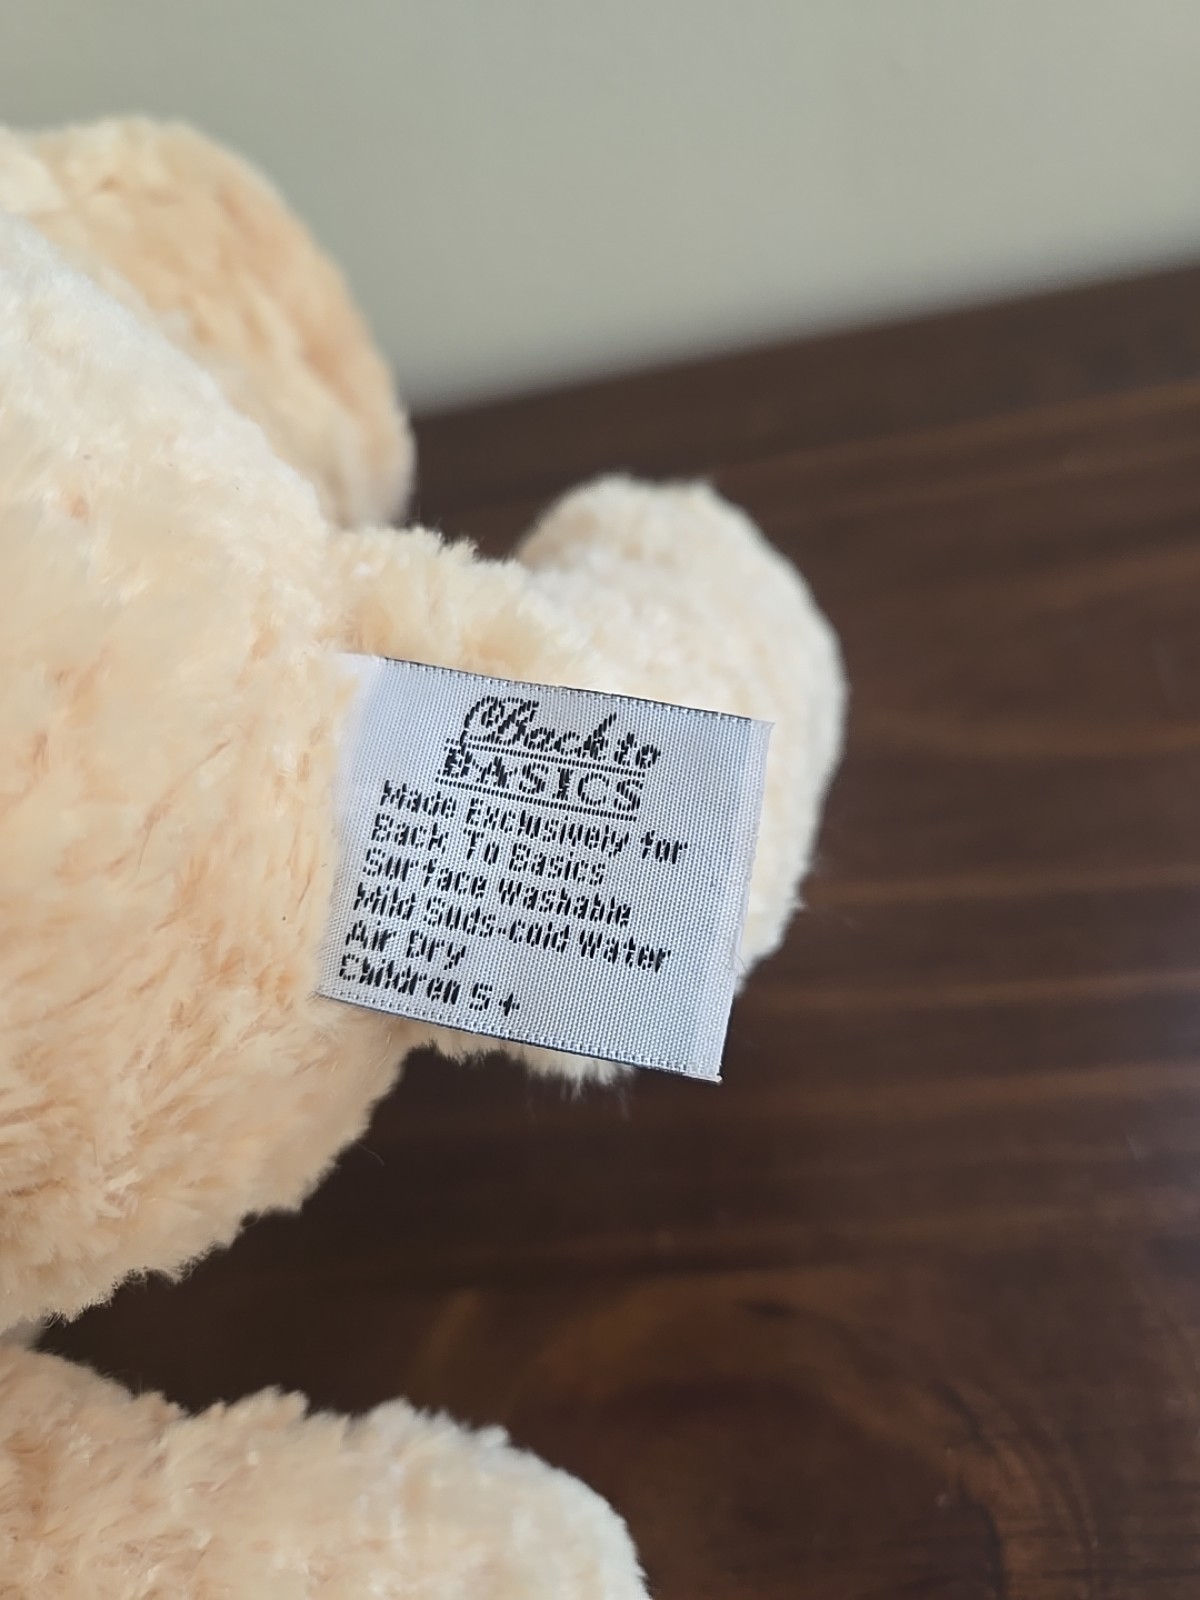 Back to
BASICS
Made Exclusively for
Back To Basics
Surface Washable
Mild Suds-cold Water
Air Dry
Children 5+